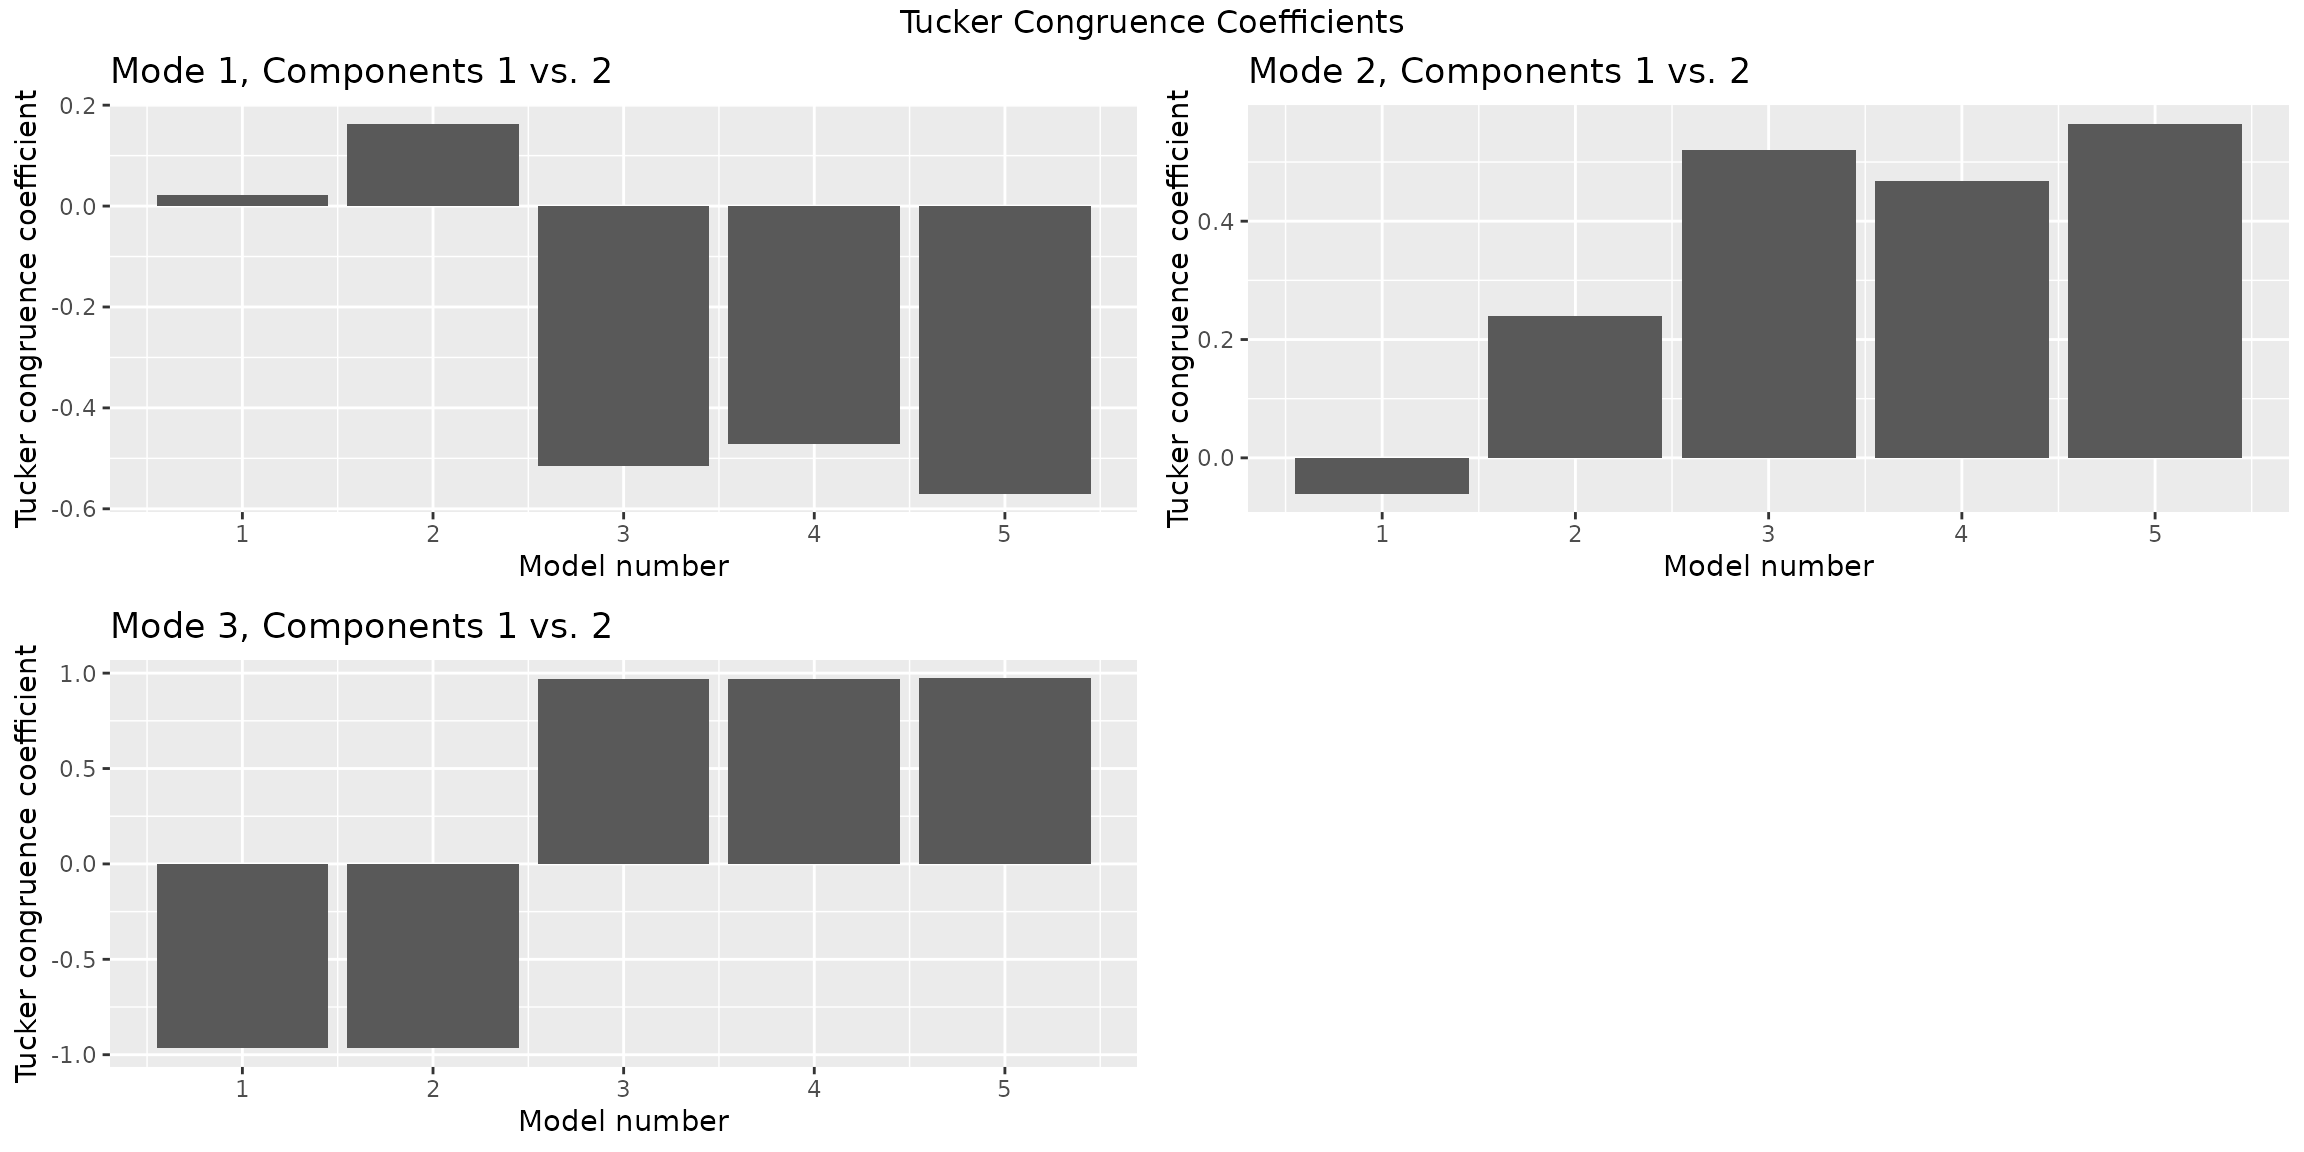 Tucker Congruence Coefficients
Mode 1, Components 1 vs. 2
Tucker congruence coefficient
0.2
0.0
-0.2
-0.4
-0.6
1 2 3 4 5
Model number
Mode 2, Components 1 vs. 2
Tucker congruence coefficient
0.4
0.2
0.0
1 2 3 4 5
Model number
Mode 3, Components 1 vs. 2
Tucker congruence coefficient
1.0
0.5
0.0
-0.5
-1.0
1 2 3 4 5
Model number